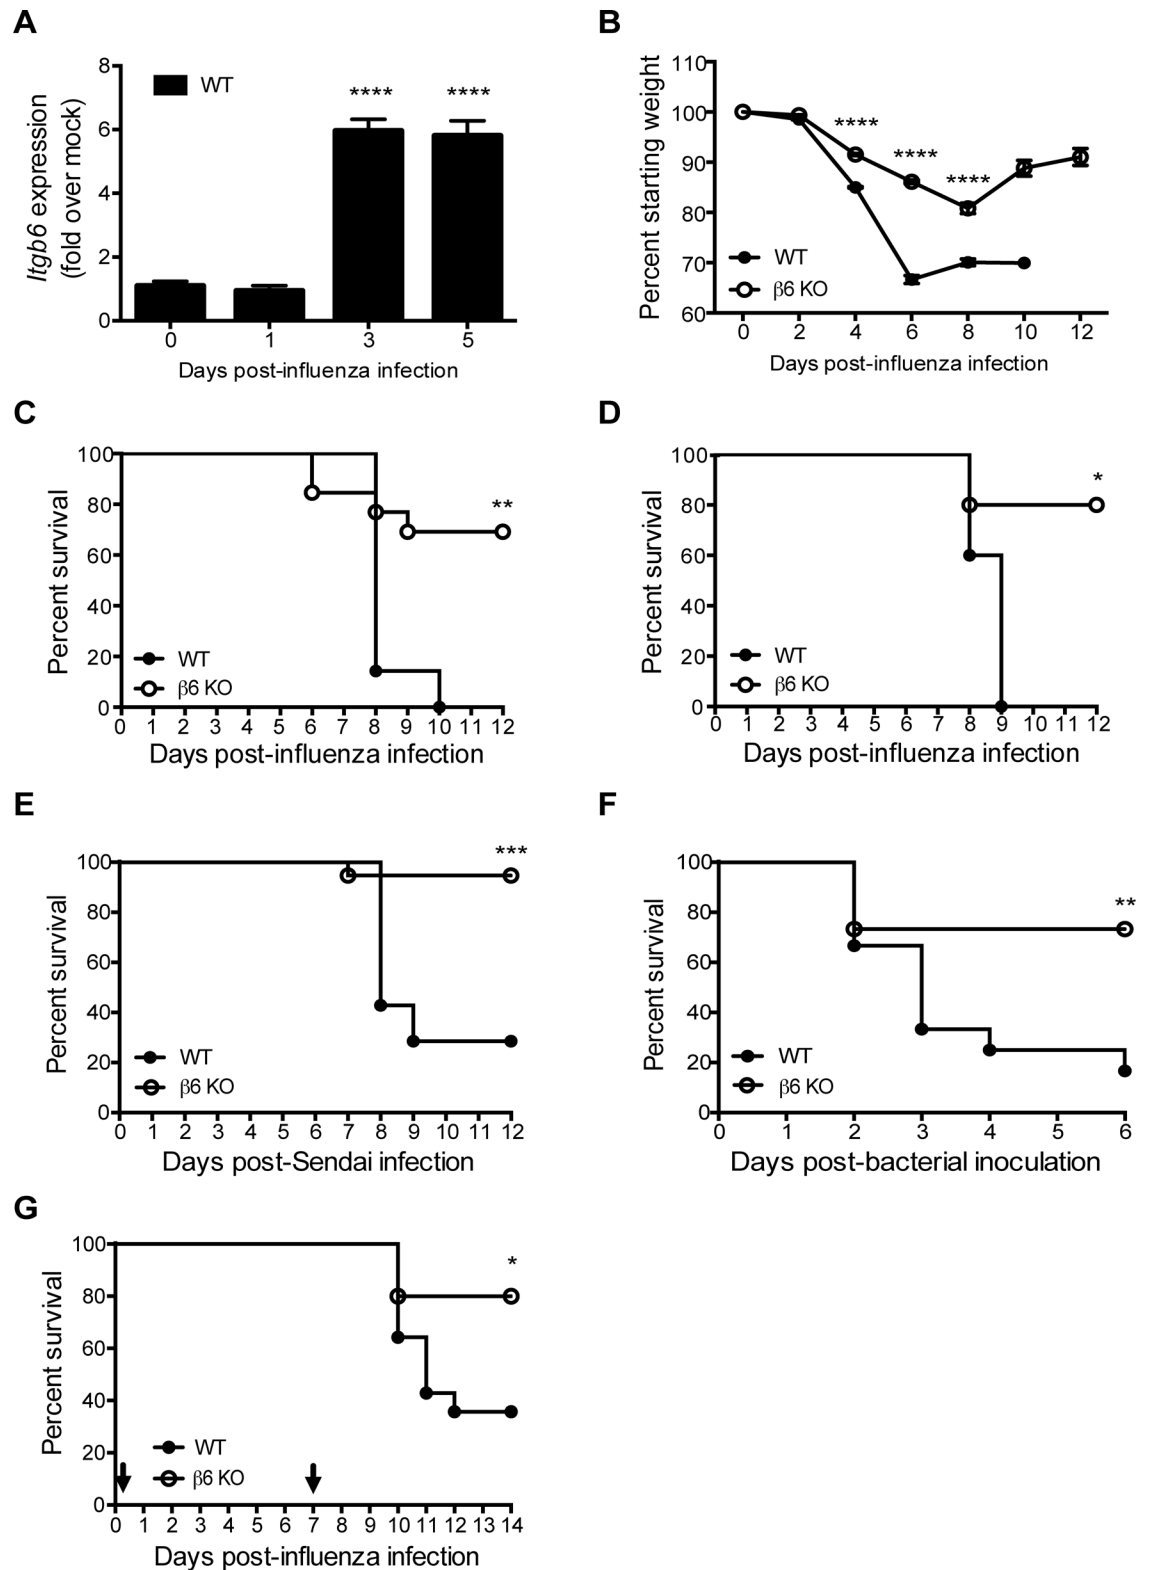 A
Itgb6 expression
(fold over mock)
8
6
4
2
0
WT
****
****
0 1 3 5
Days post-influenza infection
B
Percent starting weight
110
100
90
80
70
60
****
****
****
WT
β6 KO
0 2 4 6 8 10 12
Days post-influenza infection
C
Percent survival
100
80
60
40
20
0
**
WT
β6 KO
0 1 2 3 4 5 6 7 8 9 10 11 12
Days post-influenza infection
D
Percent survival
100
80
60
40
20
0
*
WT
β6 KO
0 1 2 3 4 5 6 7 8 9 10 11 12
Days post-influenza infection
E
Percent survival
100
80
60
40
20
0
***
WT
β6 KO
0 1 2 3 4 5 6 7 8 9 10 11 12
Days post-Sendai infection
F
Percent survival
100
80
60
40
20
0
**
WT
β6 KO
0 1 2 3 4 5 6
Days post-bacterial inoculation
G
Percent survival
100
80
60
40
20
0
*
WT
β6 KO
0 1 2 3 4 5 6 7 8 9 10 11 12 13 14
Days post-influenza infection